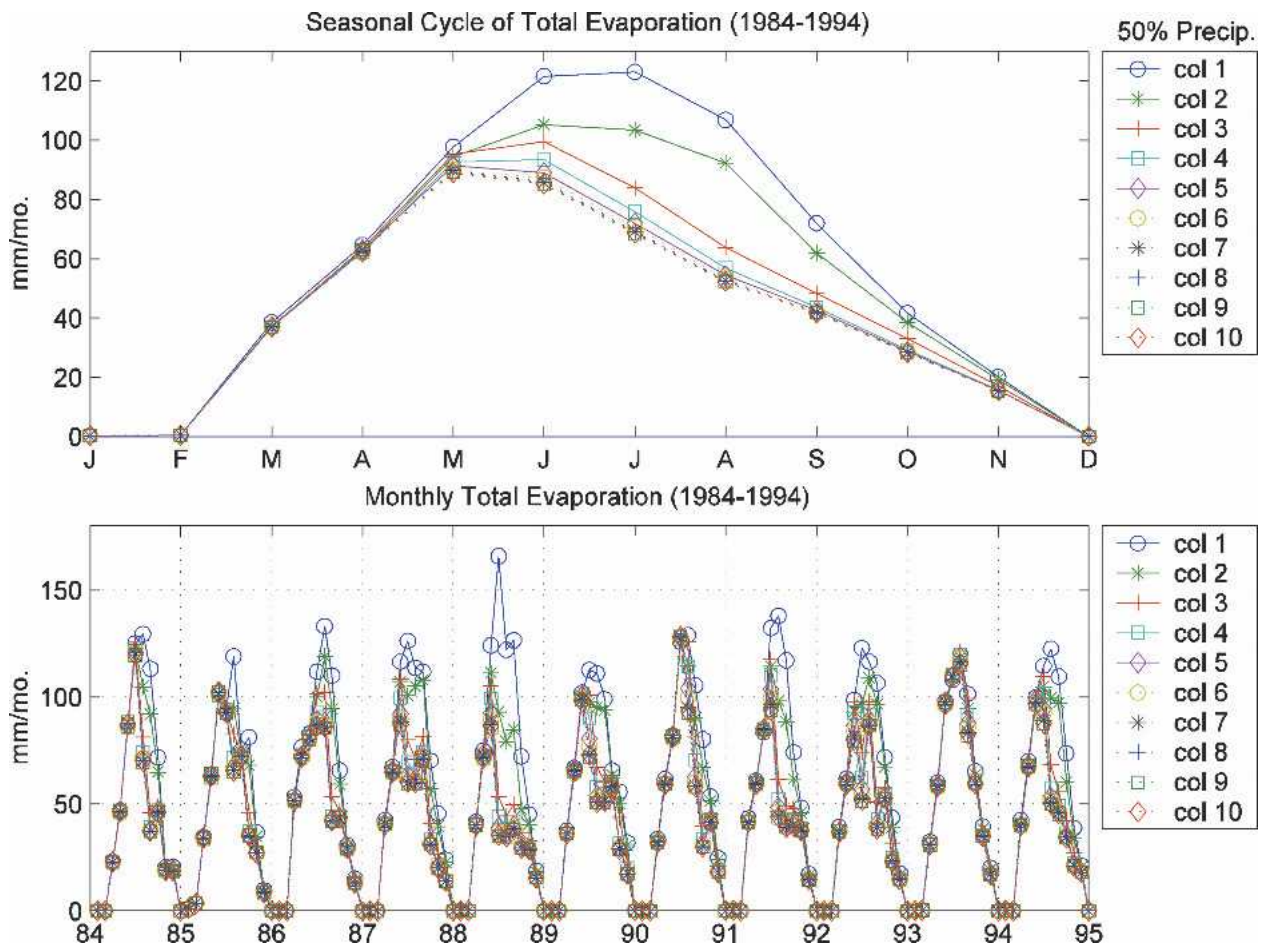 Seasonal Cycle of Total Evaporation (1984-1994)
50% Precip.
mm/mo.
120
100
80
60
40
20
0
J F M A M J J A S O N D
col 1
col 2
col 3
col 4
col 5
col 6
col 7
col 8
col 9
col 10
Monthly Total Evaporation (1984-1994)
mm/mo.
150
100
50
0
84 85 86 87 88 89 90 91 92 93 94 95
col 1
col 2
col 3
col 4
col 5
col 6
col 7
col 8
col 9
col 10